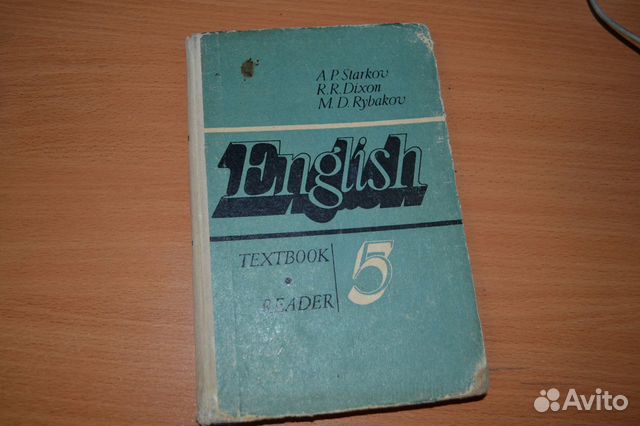 A.P. Starkov
R.R. Dixon
M.D. Rybakov
English
TEXTBOOK
READER
5
Avito